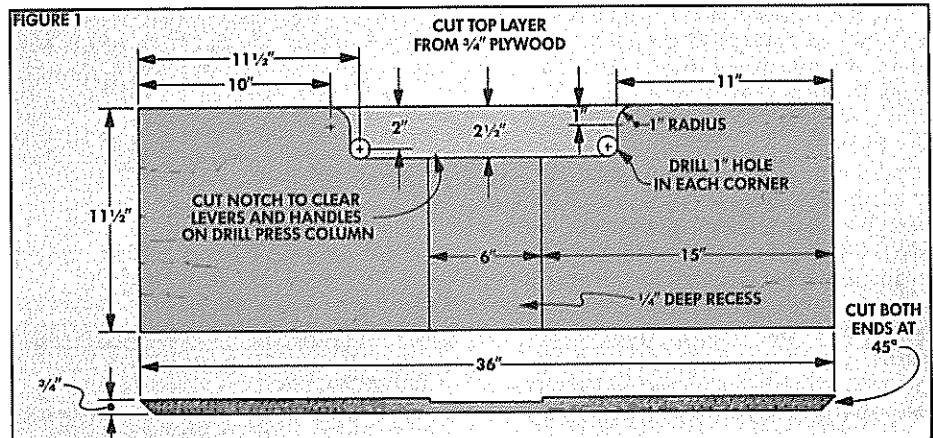 FIGURE 1
CUT TOP LAYER
FROM ¾" PLYWOOD
11½"
10"
11"
2"
2½"
1"
1" RADIUS
DRILL 1" HOLE
IN EACH CORNER
CUT NOTCH TO CLEAR
LEVERS AND HANDLES
ON DRILL PRESS COLUMN
11½"
6"
15"
¼" DEEP RECESS
CUT BOTH
ENDS AT
45°
36"
¾"